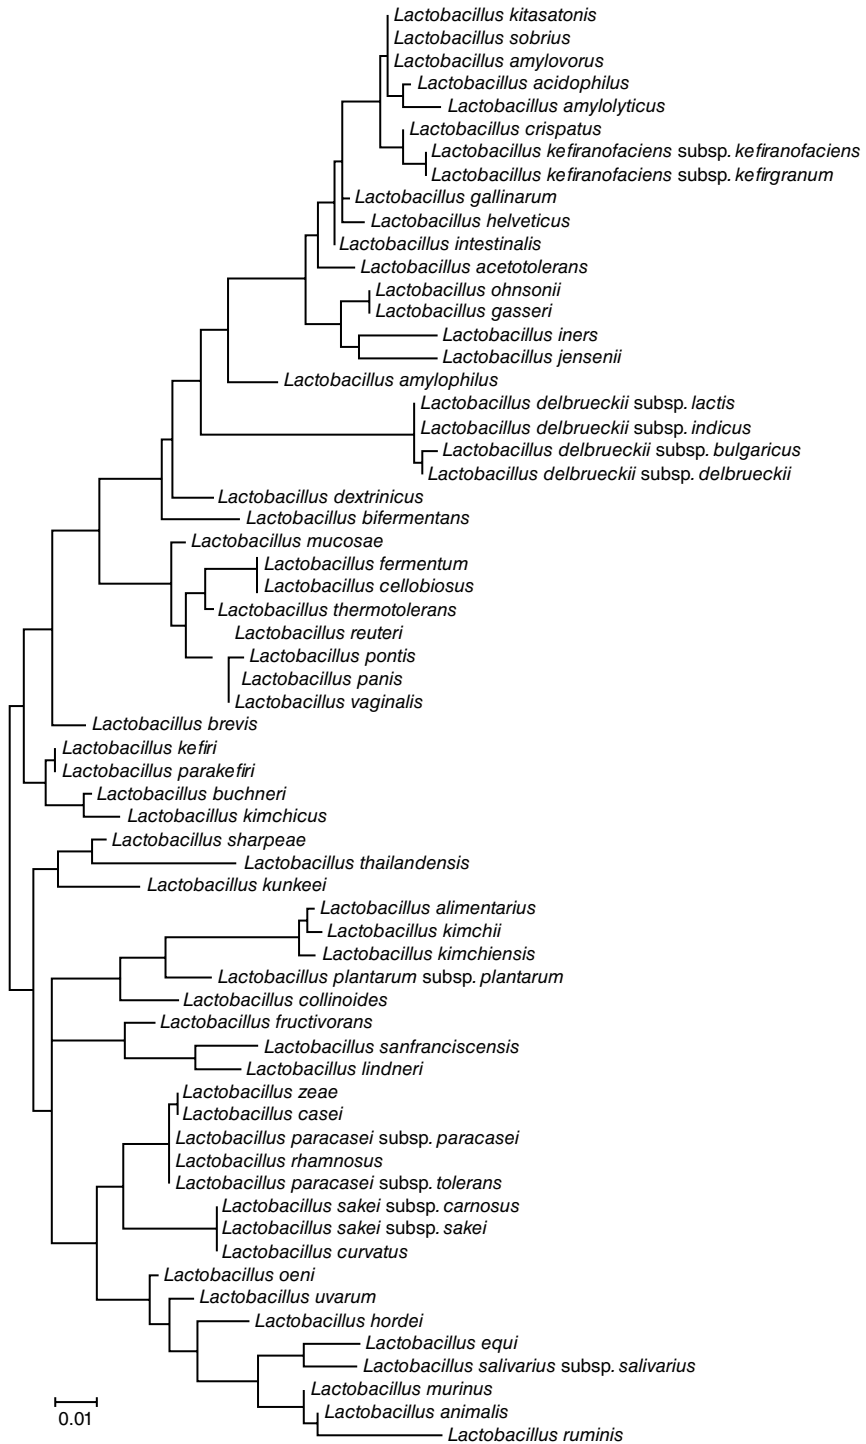 Lactobacillus kitasatonis
Lactobacillus sobrius
Lactobacillus amylovorus
Lactobacillus acidophilus
Lactobacillus amylolyticus
Lactobacillus crispatus
Lactobacillus kefiranofaciens subsp. kefiranofaciens
Lactobacillus kefiranofaciens subsp. kefirgranum
Lactobacillus gallinarum
Lactobacillus helveticus
Lactobacillus intestinalis
Lactobacillus acetotolerans
Lactobacillus ohnsonii
Lactobacillus gasseri
Lactobacillus iners
Lactobacillus jensenii
Lactobacillus amylophilus
Lactobacillus delbrueckii subsp. lactis
Lactobacillus delbrueckii subsp. indicus
Lactobacillus delbrueckii subsp. bulgaricus
Lactobacillus delbrueckii subsp. delbrueckii
Lactobacillus dextrinicus
Lactobacillus bifermentans
Lactobacillus mucosae
Lactobacillus fermentum
Lactobacillus cellobiosus
Lactobacillus thermotolerans
Lactobacillus reuteri
Lactobacillus pontis
Lactobacillus panis
Lactobacillus vaginalis
Lactobacillus brevis
Lactobacillus kefiri
Lactobacillus parakefiri
Lactobacillus buchneri
Lactobacillus kimchicus
Lactobacillus sharpeae
Lactobacillus thailandensis
Lactobacillus kunkeei
Lactobacillus alimentarius
Lactobacillus kimchii
Lactobacillus kimchiensis
Lactobacillus plantarum subsp. plantarum
Lactobacillus collinoides
Lactobacillus fructivorans
Lactobacillus sanfranciscensis
Lactobacillus lindneri
Lactobacillus zeae
Lactobacillus casei
Lactobacillus paracasei subsp. paracasei
Lactobacillus rhamnosus
Lactobacillus paracasei subsp. tolerans
Lactobacillus sakei subsp. carnosus
Lactobacillus sakei subsp. sakei
Lactobacillus curvatus
Lactobacillus oeni
Lactobacillus uvarum
Lactobacillus hordei
Lactobacillus equi
Lactobacillus salivarius subsp. salivarius
Lactobacillus murinus
Lactobacillus animalis
Lactobacillus ruminis
0.01